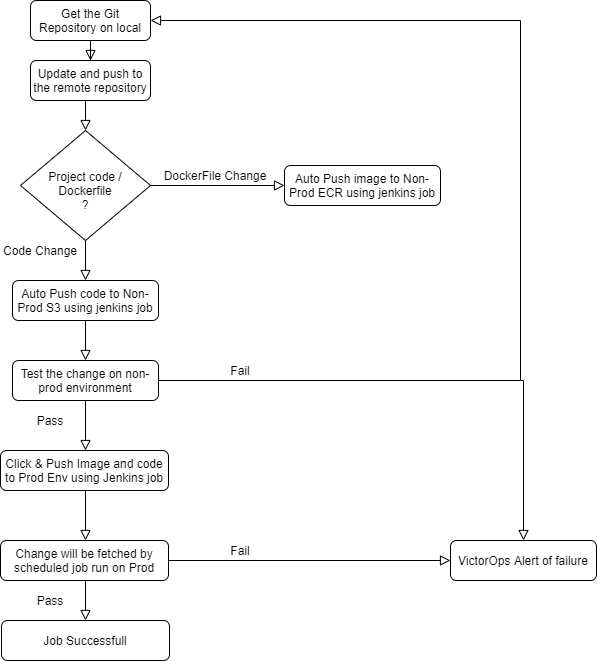 Get the Git
Repository on local
Update and push to
the remote repository
Project code /
Dockerfile
?
DockerFile Change
Auto Push image to Non-
Prod ECR using jenkins job
Code Change
Auto Push code to Non-
Prod S3 using jenkins job
Test the change on non-
prod environment
Fail
Pass
Click & Push Image and code
to Prod Env using Jenkins job
Change will be fetched by
scheduled job run on Prod
Fail
VictorOps Alert of failure
Pass
Job Successfull